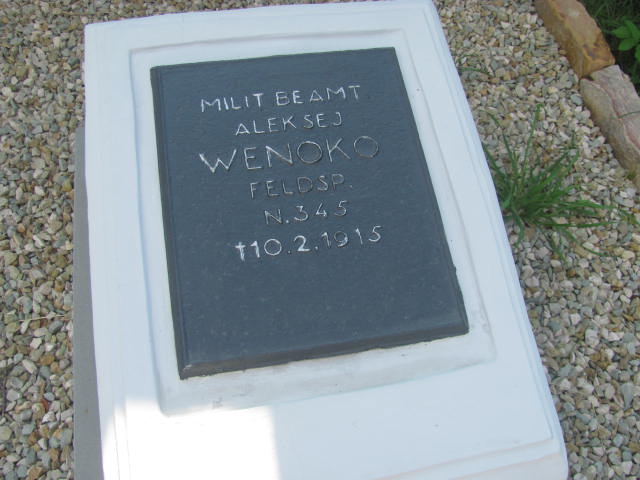 MILIT BEAMT.
ALEKSEJ
WENOKO
FELDSP.
N.345
†10.2.1915